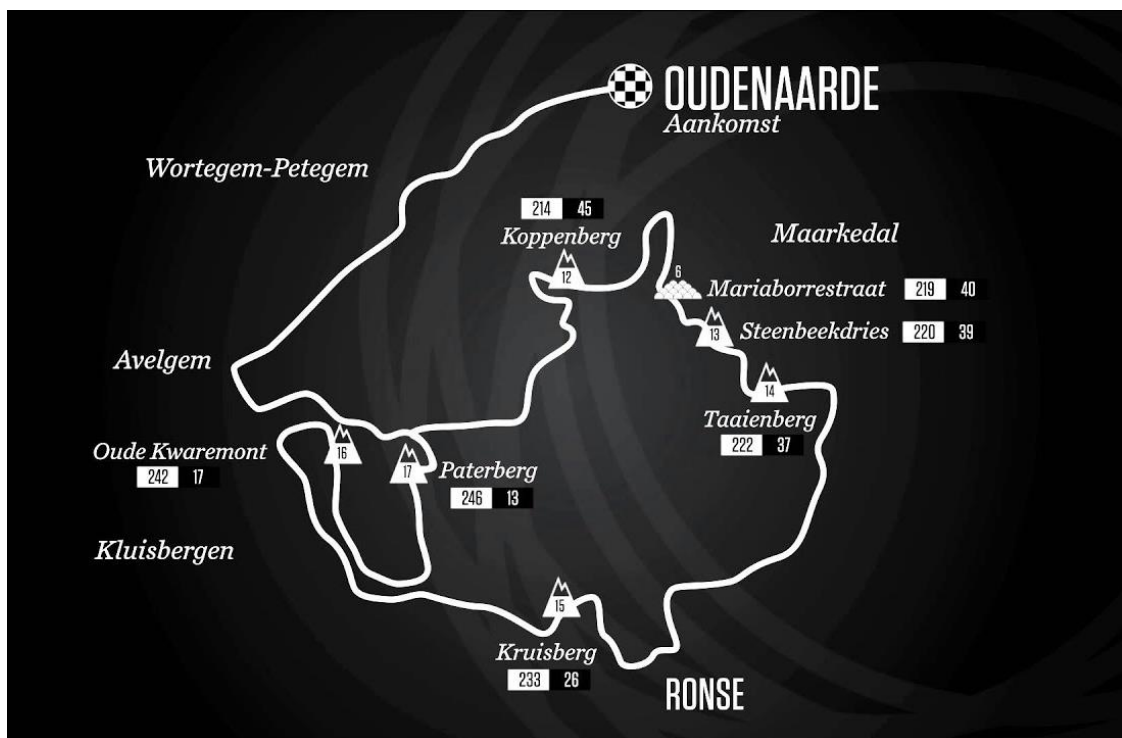 OUDENAARDE
Aankomst
Wortegem-Petegem
214 45
Koppenberg
12
Maarkedal
6
Mariaborrestraat 219 40
13
Steenbeekdries 220 39
Avelgem
14
Taaienberg
222 37
Oude Kwaremont
242 17
16
17
Paterberg
246 13
Kluisbergen
15
Kruisberg
233 26
RONSE